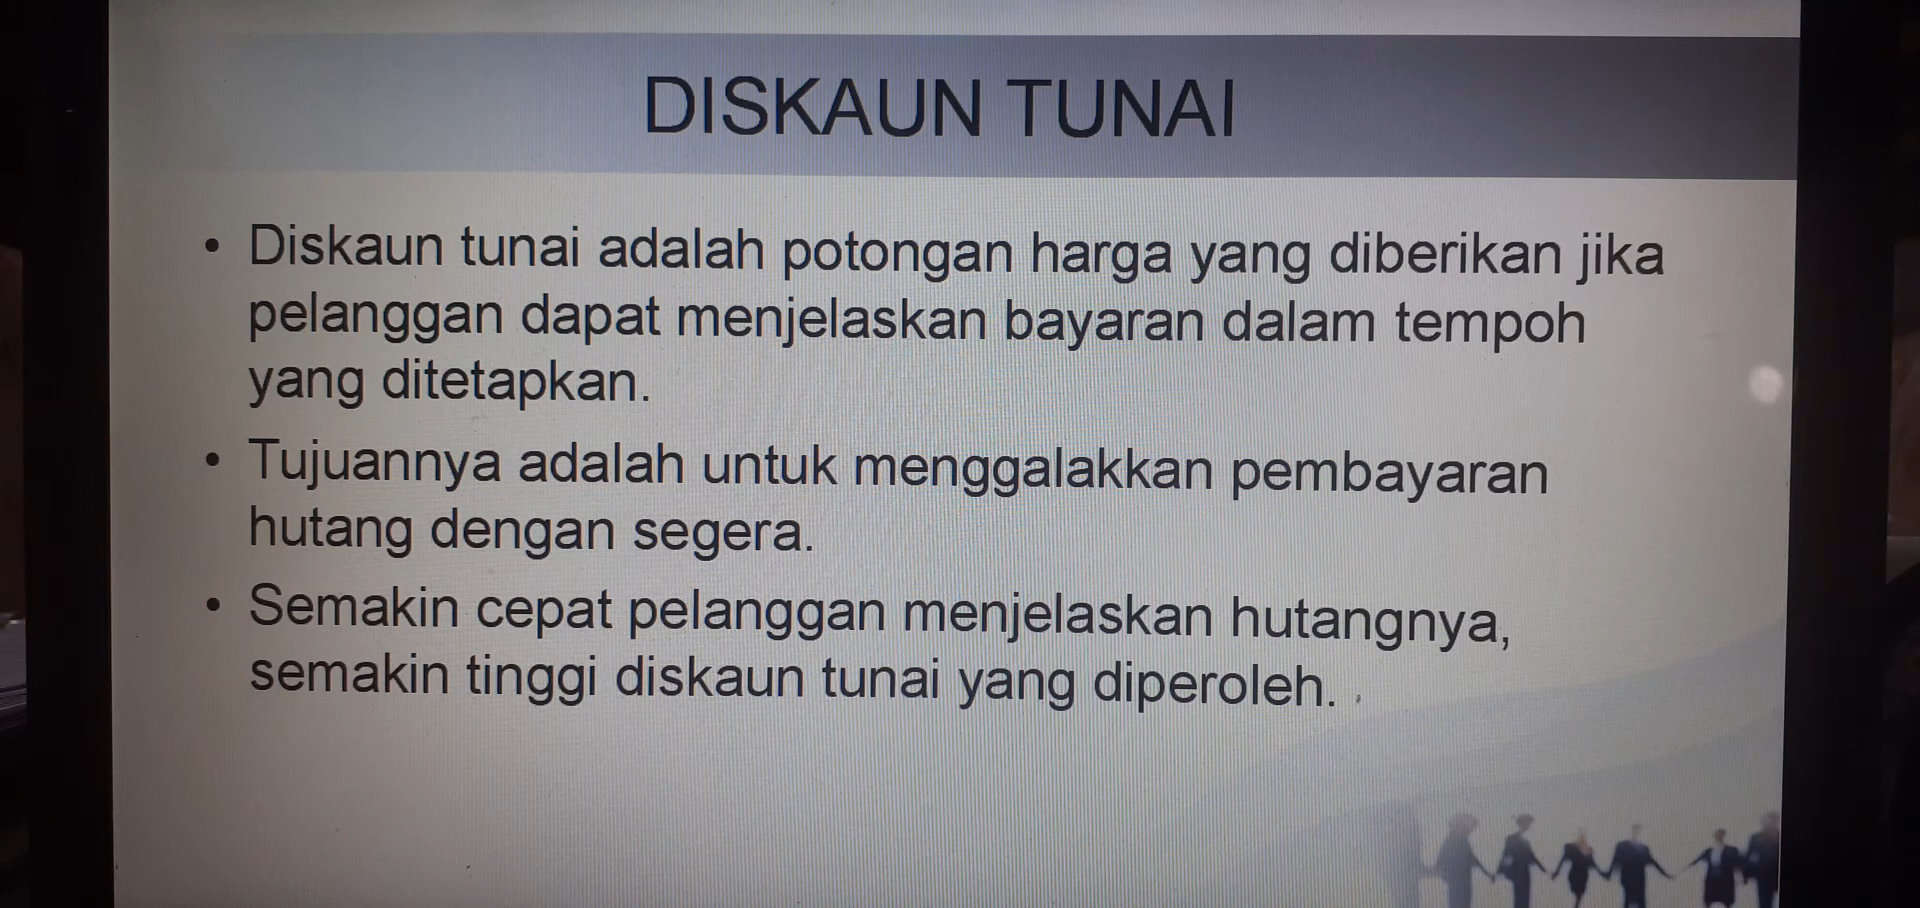 DISKAUN TUNAI
• Diskaun tunai adalah potongan harga yang diberikan jika
pelanggan dapat menjelaskan bayaran dalam tempoh
yang ditetapkan.
• Tujuannya adalah untuk menggalakkan pembayaran
hutang dengan segera.
• Semakin cepat pelanggan menjelaskan hutangnya,
semakin tinggi diskaun tunai yang diperoleh.